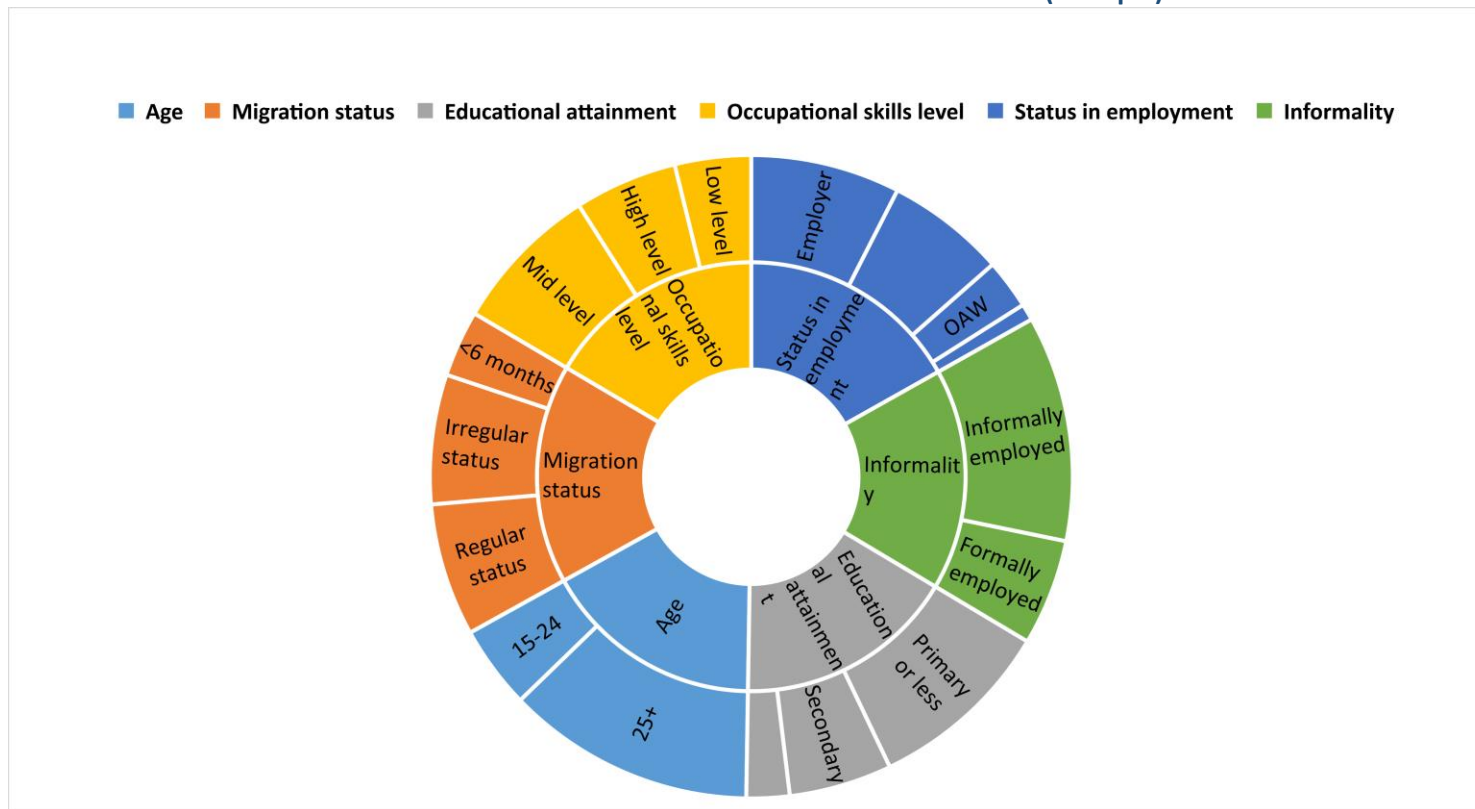 Age Migration status Educational attainment Occupational skills level Status in employment Informality
Low level
High level
Mid level
Occupatio
nal skills
level
Employer
OAW
Status in
employme
nt
<6 months
Irregular
status
Regular
status
Migration
status
Informally
employed
Formally
employed
Informalit
y
15-24
25+
Age
Education
al
attainmen
t
Primary
or less
Secondary